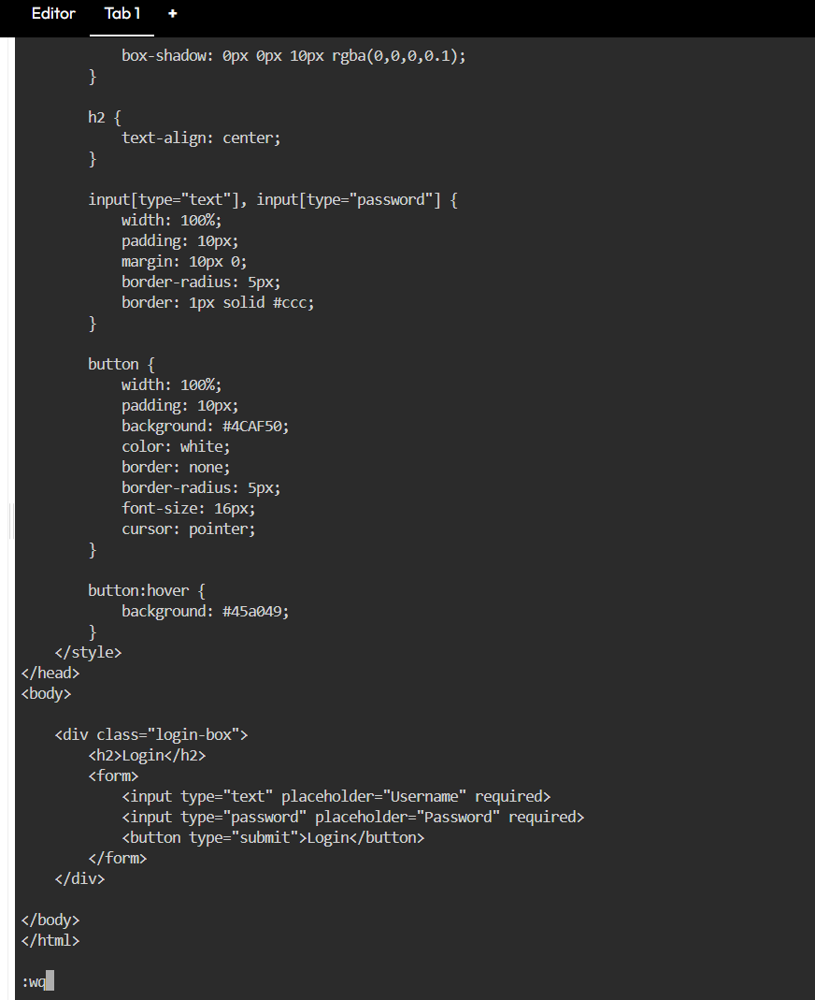 Editor Tab 1 +
box-shadow: 0px 0px 10px rgba(0,0,0,0.1);
}
h2 {
text-align: center;
}
input[type="text"], input[type="password"] {
width: 100%;
padding: 10px;
margin: 10px 0;
border-radius: 5px;
border: 1px solid #ccc;
}
button {
width: 100%;
padding: 10px;
background: #4CAF50;
color: white;
border: none;
border-radius: 5px;
font-size: 16px;
cursor: pointer;
}
button:hover {
background: #45a049;
}
</style>
</head>
<body>
<div class="login-box">
<h2>Login</h2>
<form>
<input type="text" placeholder="Username" required>
<input type="password" placeholder="Password" required>
<button type="submit">Login</button>
</form>
</div>
</body>
</html>
:wq